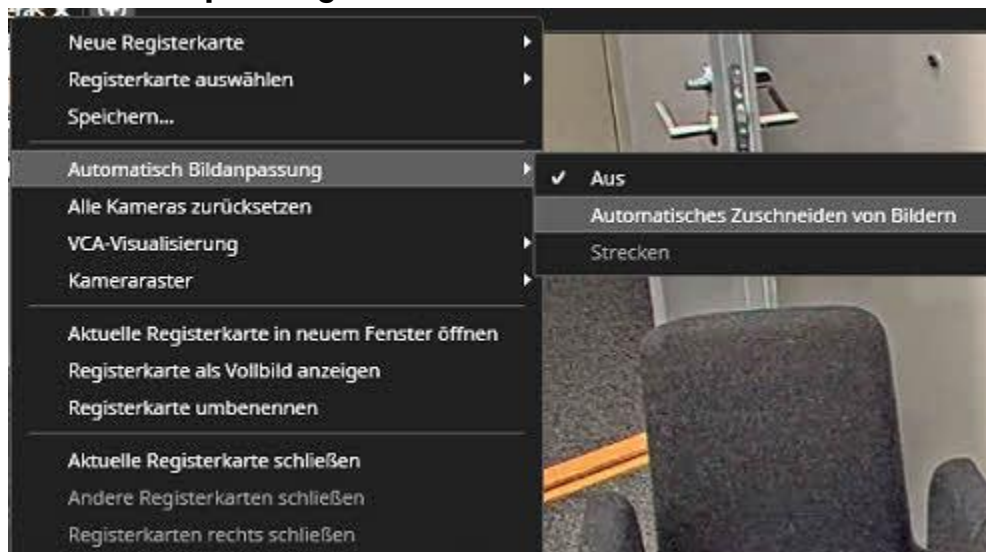 Neue Registerkarte
Registerkarte auswählen
Speichern...
Automatisch Bildanpassung
Alle Kameras zurücksetzen
VCA-Visualisierung
Kameraraster
Aktuelle Registerkarte in neuem Fenster öffnen
Registerkarte als Vollbild anzeigen
Registerkarte umbenennen
Aktuelle Registerkarte schließen
Andere Registerkarten schließen
Registerkarten rechts schließen
Aus
Automatisches Zuschneiden von Bildern
Strecken